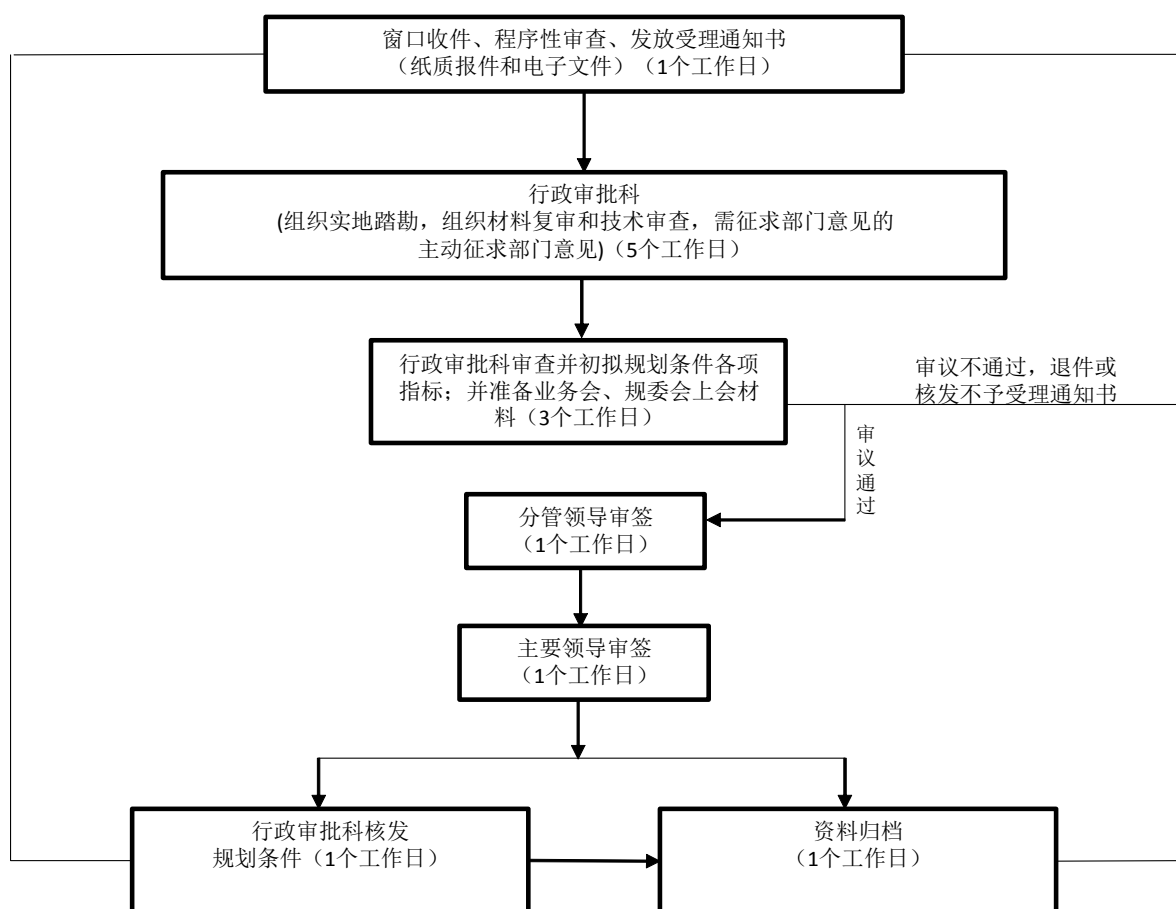 窗口收件、程序性审查、发放受理通知书
（纸质报件和电子文件）（1个工作日）
行政审批科
(组织实地踏勘，组织材料复审和技术审查，需征求部门意见的
主动征求部门意见)（5个工作日）
行政审批科审查并初拟规划条件各项
指标；并准备业务会、规委会上会材
料（3个工作日）
审议不通过，退件或
核发不予受理通知书
审
议
通
过
分管领导审签
（1个工作日）
主要领导审签
（1个工作日）
行政审批科核发
规划条件（1个工作日）
资料归档
（1个工作日）